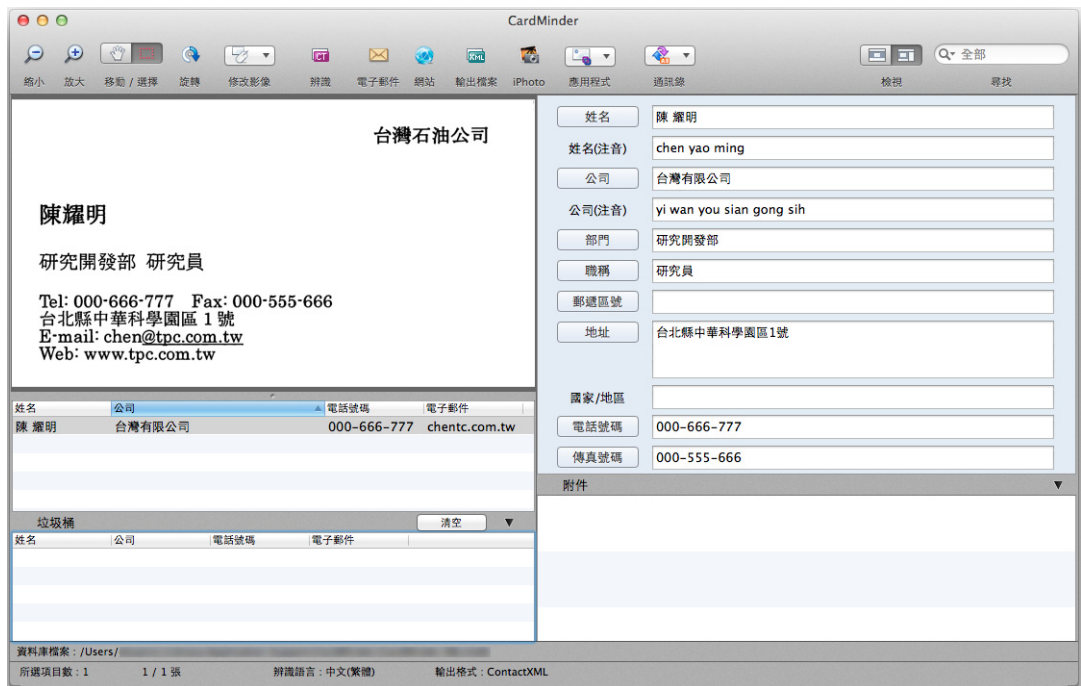 CardMinder
縮小 放大 移動 / 選擇 旋轉 修改影像 辨識 電子郵件 網站 輸出檔案 iPhoto 應用程式 通訊錄 檢視 尋找
全部
CT
XML
台灣石油公司
陳耀明
研究開發部 研究員
Tel: 000-666-777 Fax: 000-555-666
台北縣中華科學園區 1 號
E-mail: chen@tpc.com.tw
Web: www.tpc.com.tw
姓名 公司 電話號碼 電子郵件
陳 耀明 台灣有限公司 000-666-777 chentc.com.tw
垃圾桶 清空
姓名 公司 電話號碼 電子郵件
姓名 陳 耀明
姓名(注音) chen yao ming
公司 台灣有限公司
公司(注音) yi wan you sian gong sih
部門 研究開發部
職稱 研究員
郵遞區號
地址 台北縣中華科學園區1號
國家/地區
電話號碼 000-666-777
傳真號碼 000-555-666
附件
資料庫檔案：/Users/
所選項目數：1 1 / 1 張 辨識語言：中文(繁體) 輸出格式：ContactXML